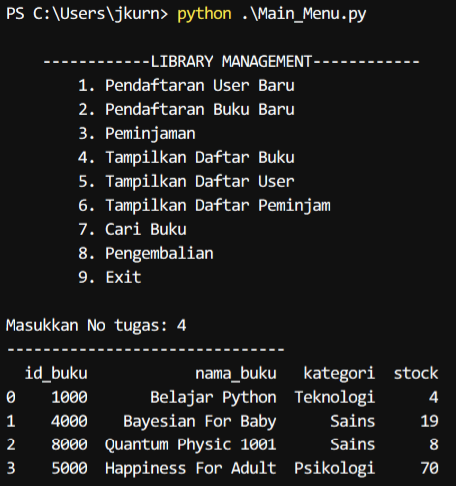 PS C:\Users\jkurn> python .\Main_Menu.py
------------LIBRARY MANAGEMENT------------
1. Pendaftaran User Baru
2. Pendaftaran Buku Baru
3. Peminjaman
4. Tampilkan Daftar Buku
5. Tampilkan Daftar User
6. Tampilkan Daftar Peminjam
7. Cari Buku
8. Pengembalian
9. Exit
Masukkan No tugas: 4
-------------------------------
id_buku nama_buku kategori stock
0 1000 Belajar Python Teknologi 4
1 4000 Bayesian For Baby Sains 19
2 8000 Quantum Physic 1001 Sains 8
3 5000 Happiness For Adult Psikologi 70